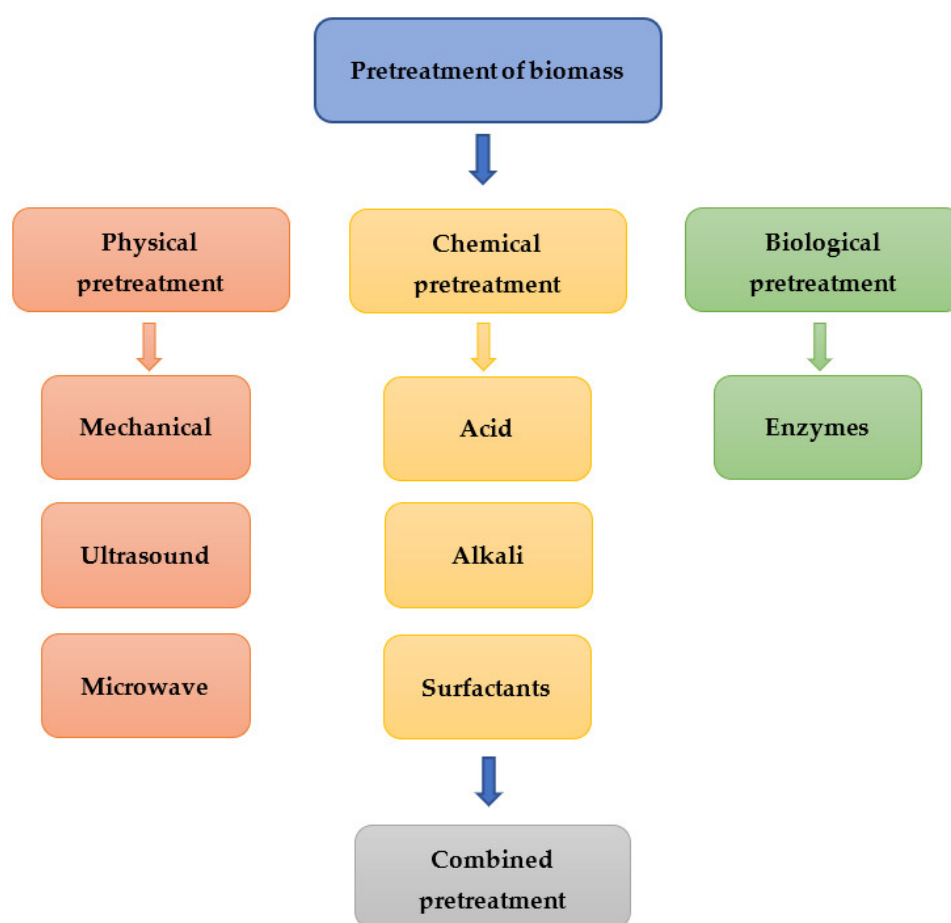 Pretreatment of biomass
Physical
pretreatment
Chemical
pretreatment
Biological
pretreatment
Mechanical
Acid
Enzymes
Ultrasound
Alkali
Microwave
Surfactants
Combined
pretreatment